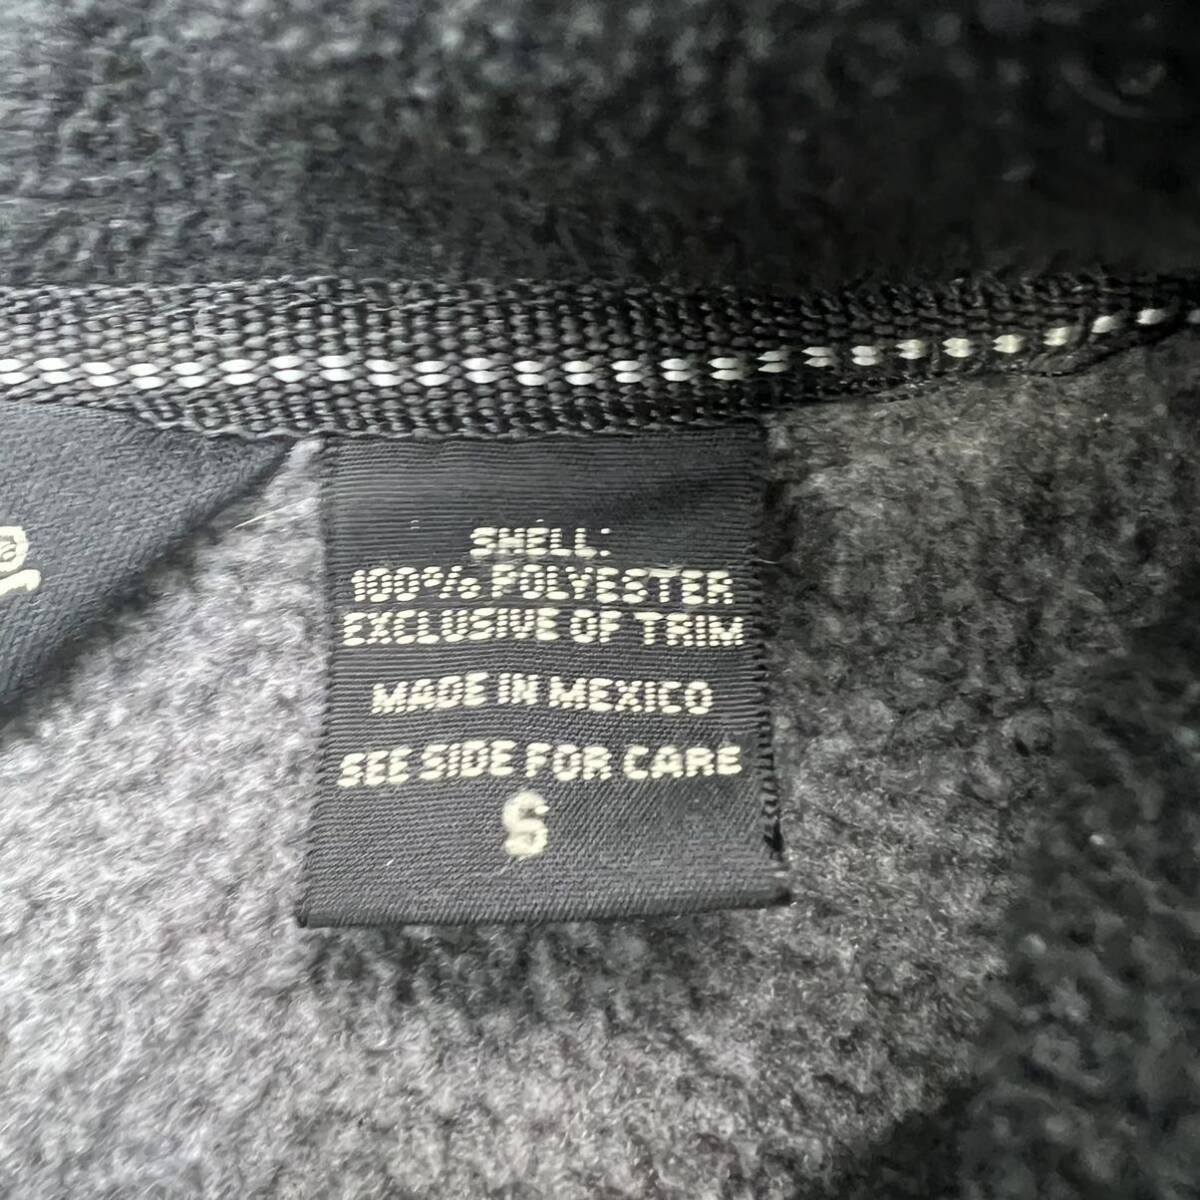 SHELL:
100% POLYESTER
EXCLUSIVE OF TRIM
MADE IN MEXICO
SEE SIDE FOR CARE
S